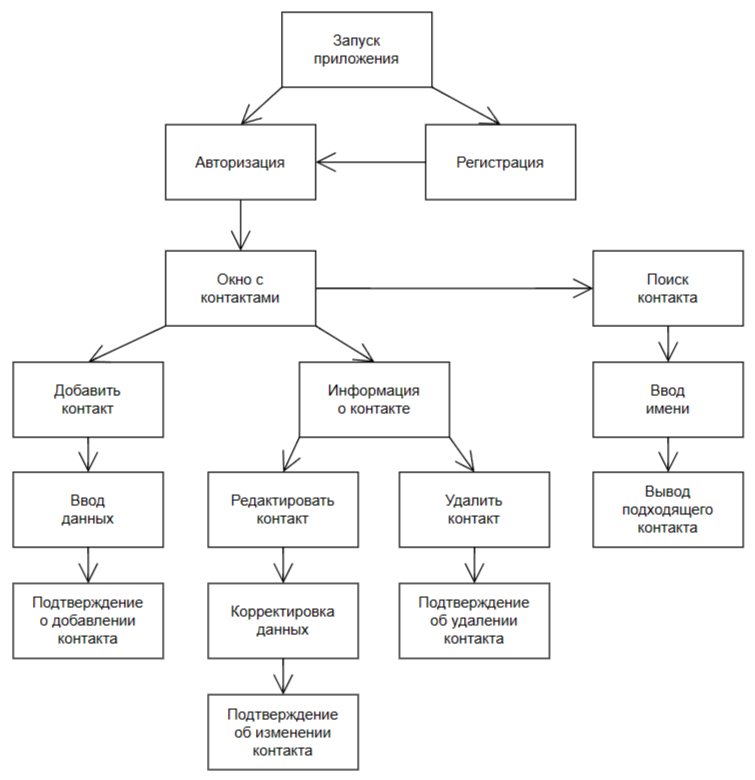 Запуск
приложения
Авторизация
Регистрация
Окно с
контактами
Поиск
контакта
Добавить
контакт
Информация
о контакте
Ввод
имени
Ввод
данных
Редактировать
контакт
Удалить
контакт
Вывод
подходящего
контакта
Подтверждение
о добавлении
контакта
Корректировка
данных
Подтверждение
об удалении
контакта
Подтверждение
об изменении
контакта